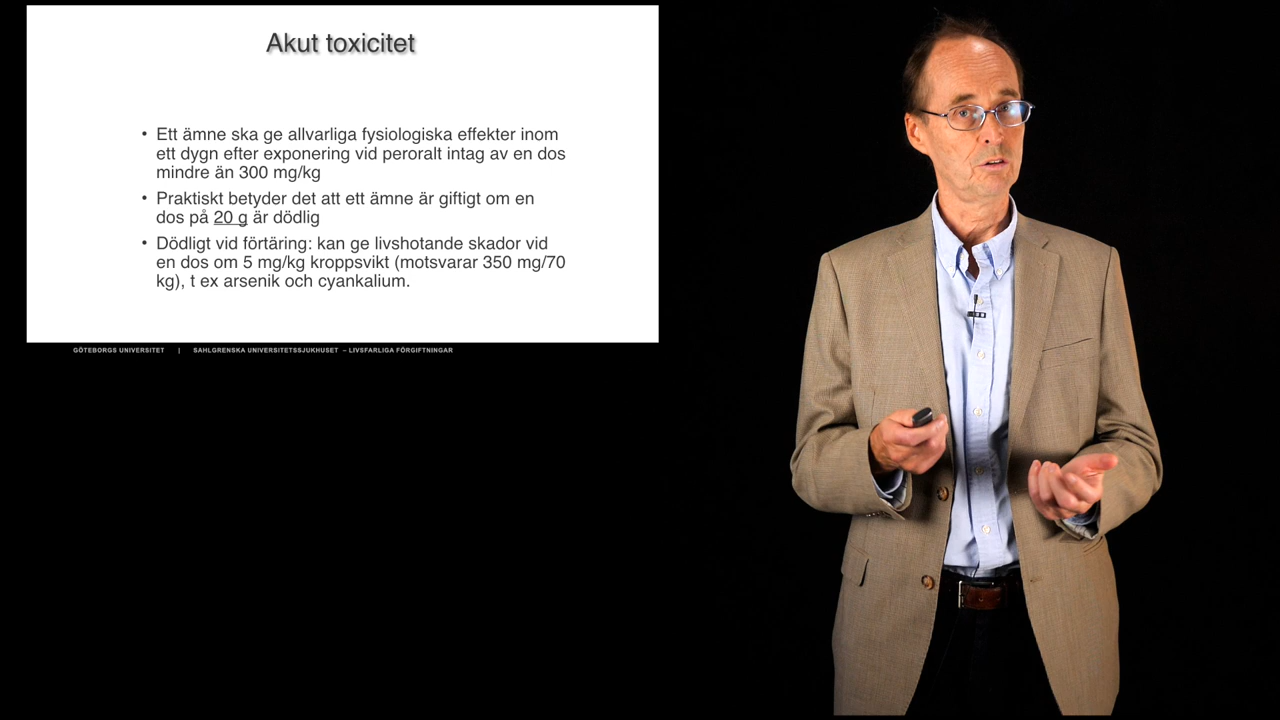 Akut toxicitet
• Ett ämne ska ge allvarliga fysiologiska effekter inom
ett dygn efter exponering vid peroralt intag av en dos
mindre än 300 mg/kg
• Praktiskt betyder det att ett ämne är giftigt om en
dos på 20 g är dödlig
• Dödligt vid förtäring: kan ge livshotande skador vid
en dos om 5 mg/kg kroppsvikt (motsvarar 350 mg/70
kg), t ex arsenik och cyankalium.
GÖTEBORGS UNIVERSITET | SAHLGRENSKA UNIVERSITETSSJUKHUSET – LIVSFARLIGA FÖRGIFTNINGAR